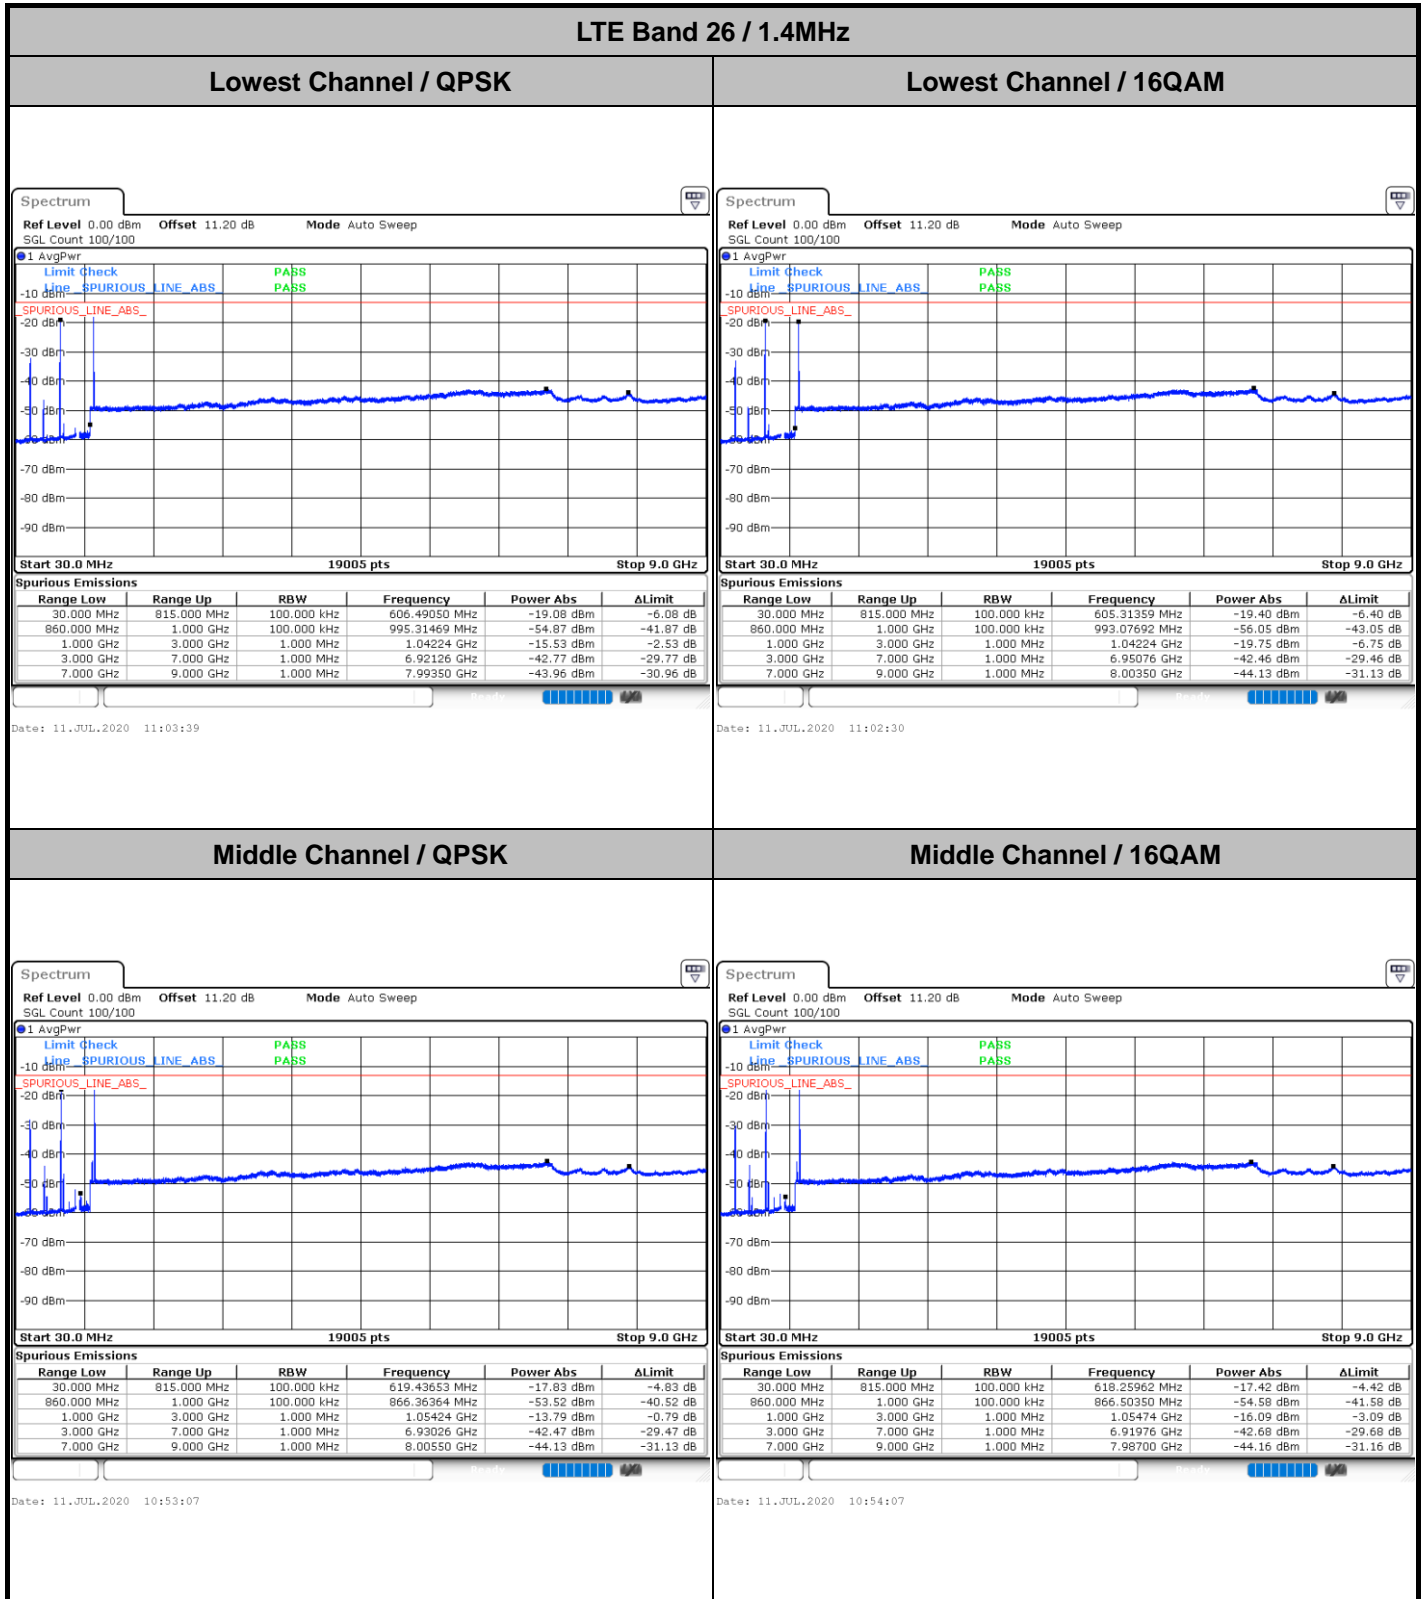 LTE Band 26 / 1.4MHz
Lowest Channel / QPSK
Lowest Channel / 16QAM
Spectrum
Ref Level 0.00 dBm Offset 11.20 dB Mode Auto Sweep
SGL Count 100/100
1 AvgPwr
Limit Check PASS
Line _SPURIOUS_LINE_ABS_ PASS
-10 dBm
_SPURIOUS_LINE_ABS_
-20 dBm
-30 dBm
-40 dBm
-50 dBm
-60 dBm
-70 dBm
-80 dBm
-90 dBm
Start 30.0 MHz 19005 pts Stop 9.0 GHz
Spurious Emissions
Range Low Range Up RBW Frequency Power Abs ΔLimit
30.000 MHz 815.000 MHz 100.000 kHz 606.49050 MHz -19.08 dBm -6.08 dB
860.000 MHz 1.000 GHz 100.000 kHz 995.31469 MHz -54.87 dBm -41.87 dB
1.000 GHz 3.000 GHz 1.000 MHz 1.04224 GHz -15.53 dBm -2.53 dB
3.000 GHz 7.000 GHz 1.000 MHz 6.92126 GHz -42.77 dBm -29.77 dB
7.000 GHz 9.000 GHz 1.000 MHz 7.99350 GHz -43.96 dBm -30.96 dB
Ready
Date: 11.JUL.2020 11:03:39
Spectrum
Ref Level 0.00 dBm Offset 11.20 dB Mode Auto Sweep
SGL Count 100/100
1 AvgPwr
Limit Check PASS
Line _SPURIOUS_LINE_ABS_ PASS
-10 dBm
_SPURIOUS_LINE_ABS_
-20 dBm
-30 dBm
-40 dBm
-50 dBm
-60 dBm
-70 dBm
-80 dBm
-90 dBm
Start 30.0 MHz 19005 pts Stop 9.0 GHz
Spurious Emissions
Range Low Range Up RBW Frequency Power Abs ΔLimit
30.000 MHz 815.000 MHz 100.000 kHz 605.31359 MHz -19.40 dBm -6.40 dB
860.000 MHz 1.000 GHz 100.000 kHz 993.07692 MHz -56.05 dBm -43.05 dB
1.000 GHz 3.000 GHz 1.000 MHz 1.04224 GHz -19.75 dBm -6.75 dB
3.000 GHz 7.000 GHz 1.000 MHz 6.95076 GHz -42.46 dBm -29.46 dB
7.000 GHz 9.000 GHz 1.000 MHz 8.00350 GHz -44.13 dBm -31.13 dB
Ready
Date: 11.JUL.2020 11:02:30
Middle Channel / QPSK
Middle Channel / 16QAM
Spectrum
Ref Level 0.00 dBm Offset 11.20 dB Mode Auto Sweep
SGL Count 100/100
1 AvgPwr
Limit Check PASS
Line _SPURIOUS_LINE_ABS_ PASS
-10 dBm
_SPURIOUS_LINE_ABS_
-20 dBm
-30 dBm
-40 dBm
-50 dBm
-60 dBm
-70 dBm
-80 dBm
-90 dBm
Start 30.0 MHz 19005 pts Stop 9.0 GHz
Spurious Emissions
Range Low Range Up RBW Frequency Power Abs ΔLimit
30.000 MHz 815.000 MHz 100.000 kHz 619.43653 MHz -17.83 dBm -4.83 dB
860.000 MHz 1.000 GHz 100.000 kHz 866.36364 MHz -53.52 dBm -40.52 dB
1.000 GHz 3.000 GHz 1.000 MHz 1.05424 GHz -13.79 dBm -0.79 dB
3.000 GHz 7.000 GHz 1.000 MHz 6.93026 GHz -42.47 dBm -29.47 dB
7.000 GHz 9.000 GHz 1.000 MHz 8.00550 GHz -44.13 dBm -31.13 dB
Ready
Date: 11.JUL.2020 10:53:07
Spectrum
Ref Level 0.00 dBm Offset 11.20 dB Mode Auto Sweep
SGL Count 100/100
1 AvgPwr
Limit Check PASS
Line _SPURIOUS_LINE_ABS_ PASS
-10 dBm
_SPURIOUS_LINE_ABS_
-20 dBm
-30 dBm
-40 dBm
-50 dBm
-60 dBm
-70 dBm
-80 dBm
-90 dBm
Start 30.0 MHz 19005 pts Stop 9.0 GHz
Spurious Emissions
Range Low Range Up RBW Frequency Power Abs ΔLimit
30.000 MHz 815.000 MHz 100.000 kHz 618.25962 MHz -17.42 dBm -4.42 dB
860.000 MHz 1.000 GHz 100.000 kHz 866.50350 MHz -54.58 dBm -41.58 dB
1.000 GHz 3.000 GHz 1.000 MHz 1.05474 GHz -16.09 dBm -3.09 dB
3.000 GHz 7.000 GHz 1.000 MHz 6.91976 GHz -42.68 dBm -29.68 dB
7.000 GHz 9.000 GHz 1.000 MHz 7.98700 GHz -44.16 dBm -31.16 dB
Ready
Date: 11.JUL.2020 10:54:07